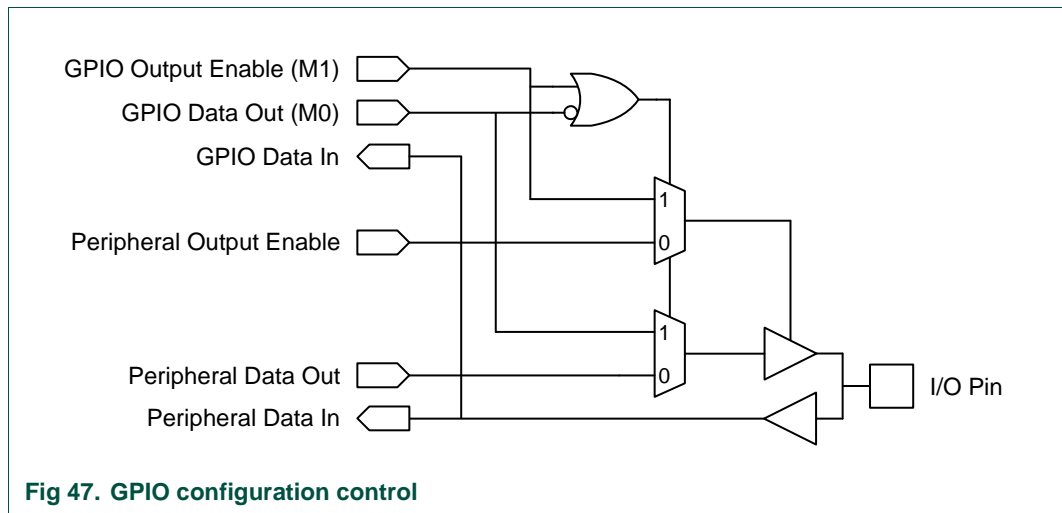 GPIO Output Enable (M1)
GPIO Data Out (M0)
GPIO Data In
1
Peripheral Output Enable
0
1
Peripheral Data Out
0
I/O Pin
Peripheral Data In
Fig 47. GPIO configuration control